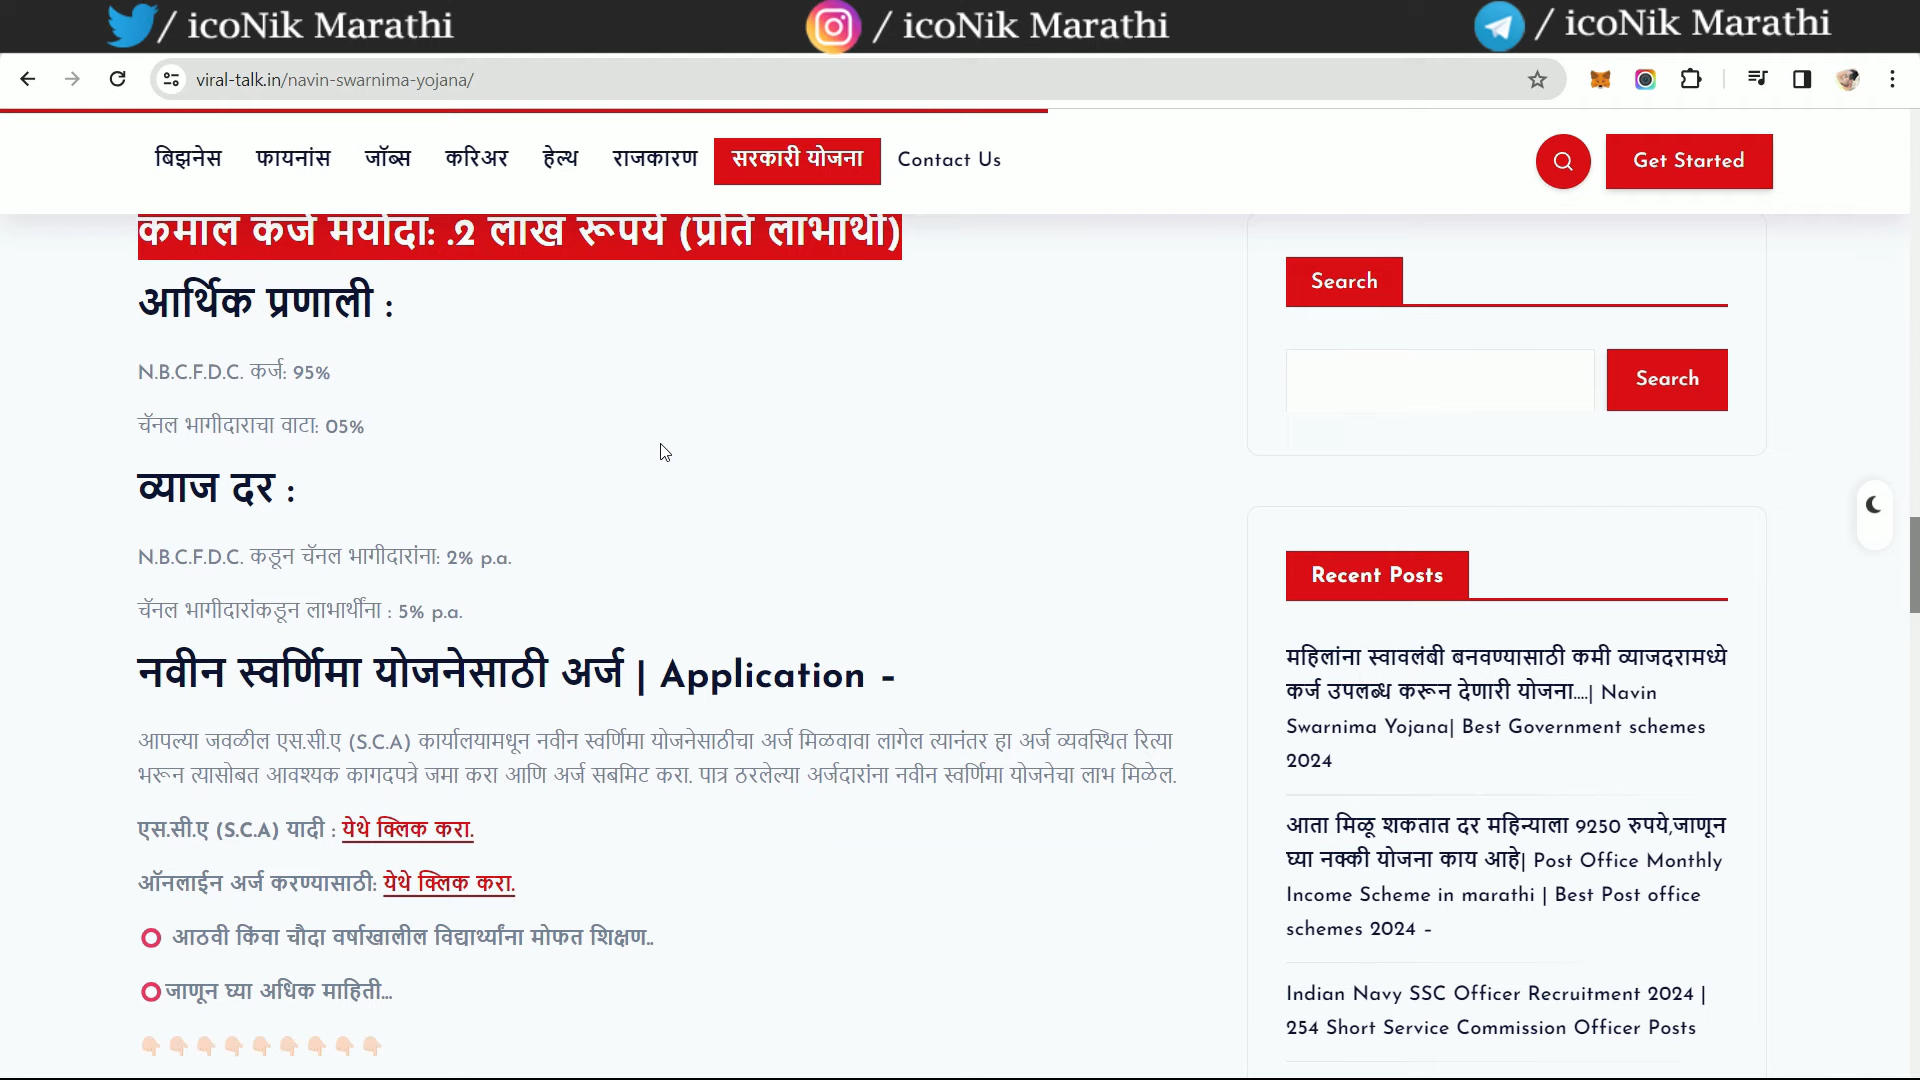 / icoNik Marathi
/ icoNik Marathi
/ icoNik Marathi
viral-talk.in/navin-swarnima-yojana/
बिझनेस फायनांस जॉब्स करिअर हेल्थ राजकारण सरकारी योजना Contact Us
Get Started
कमाल कर्ज मर्यादा: .2 लाख रूपये (प्रति लाभार्थी)
आर्थिक प्रणाली :
N.B.C.F.D.C. कर्ज: 95%
चॅनल भागीदाराचा वाटा: 05%
व्याज दर :
N.B.C.F.D.C. कडून चॅनल भागीदारांना: 2% p.a.
चॅनल भागीदारांकडून लाभार्थींना : 5% p.a.
नवीन स्वर्णिमा योजनेसाठी अर्ज | Application –
आपल्या जवळील एस.सी.ए (S.C.A) कार्यालयामधून नवीन स्वर्णिमा योजनेसाठीचा अर्ज मिळवावा लागेल त्यानंतर हा अर्ज व्यवस्थित रित्या
भरून त्यासोबत आवश्यक कागदपत्रे जमा करा आणि अर्ज सबमिट करा. पात्र ठरलेल्या अर्जदारांना नवीन स्वर्णिमा योजनेचा लाभ मिळेल.
एस.सी.ए (S.C.A) यादी : येथे क्लिक करा.
ऑनलाईन अर्ज करण्यासाठी: येथे क्लिक करा.
आठवी किंवा चौदा वर्षाखालील विद्यार्थ्यांना मोफत शिक्षण..
जाणून घ्या अधिक माहिती...
Search
Search
Recent Posts
महिलांना स्वावलंबी बनवण्यासाठी कमी व्याजदरामध्ये
कर्ज उपलब्ध करून देणारी योजना....| Navin
Swarnima Yojana| Best Government schemes
2024
आता मिळू शकतात दर महिन्याला 9250 रुपये,जाणून
घ्या नक्की योजना काय आहे| Post Office Monthly
Income Scheme in marathi | Best Post office
schemes 2024 –
Indian Navy SSC Officer Recruitment 2024 |
254 Short Service Commission Officer Posts